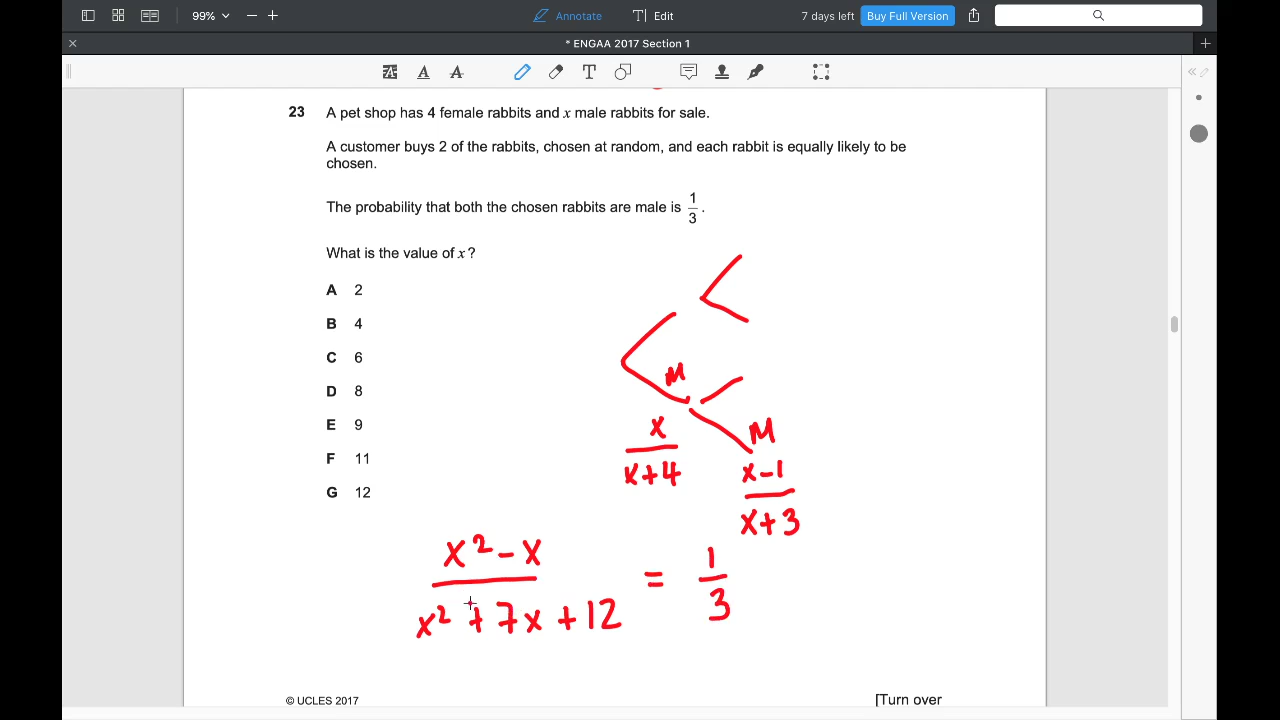 99%
Annotate
Edit
7 days left
Buy Full Version
* ENGAA 2017 Section 1
23 A pet shop has 4 female rabbits and x male rabbits for sale.
A customer buys 2 of the rabbits, chosen at random, and each rabbit is equally likely to be
chosen.
The probability that both the chosen rabbits are male is 1/3.
What is the value of x?
A 2
B 4
C 6
D 8
E 9
F 11
G 12
M
x/x+4
M
x-1/x+3
x²-x/x²+7x+12 = 1/3
© UCLES 2017
[Turn over